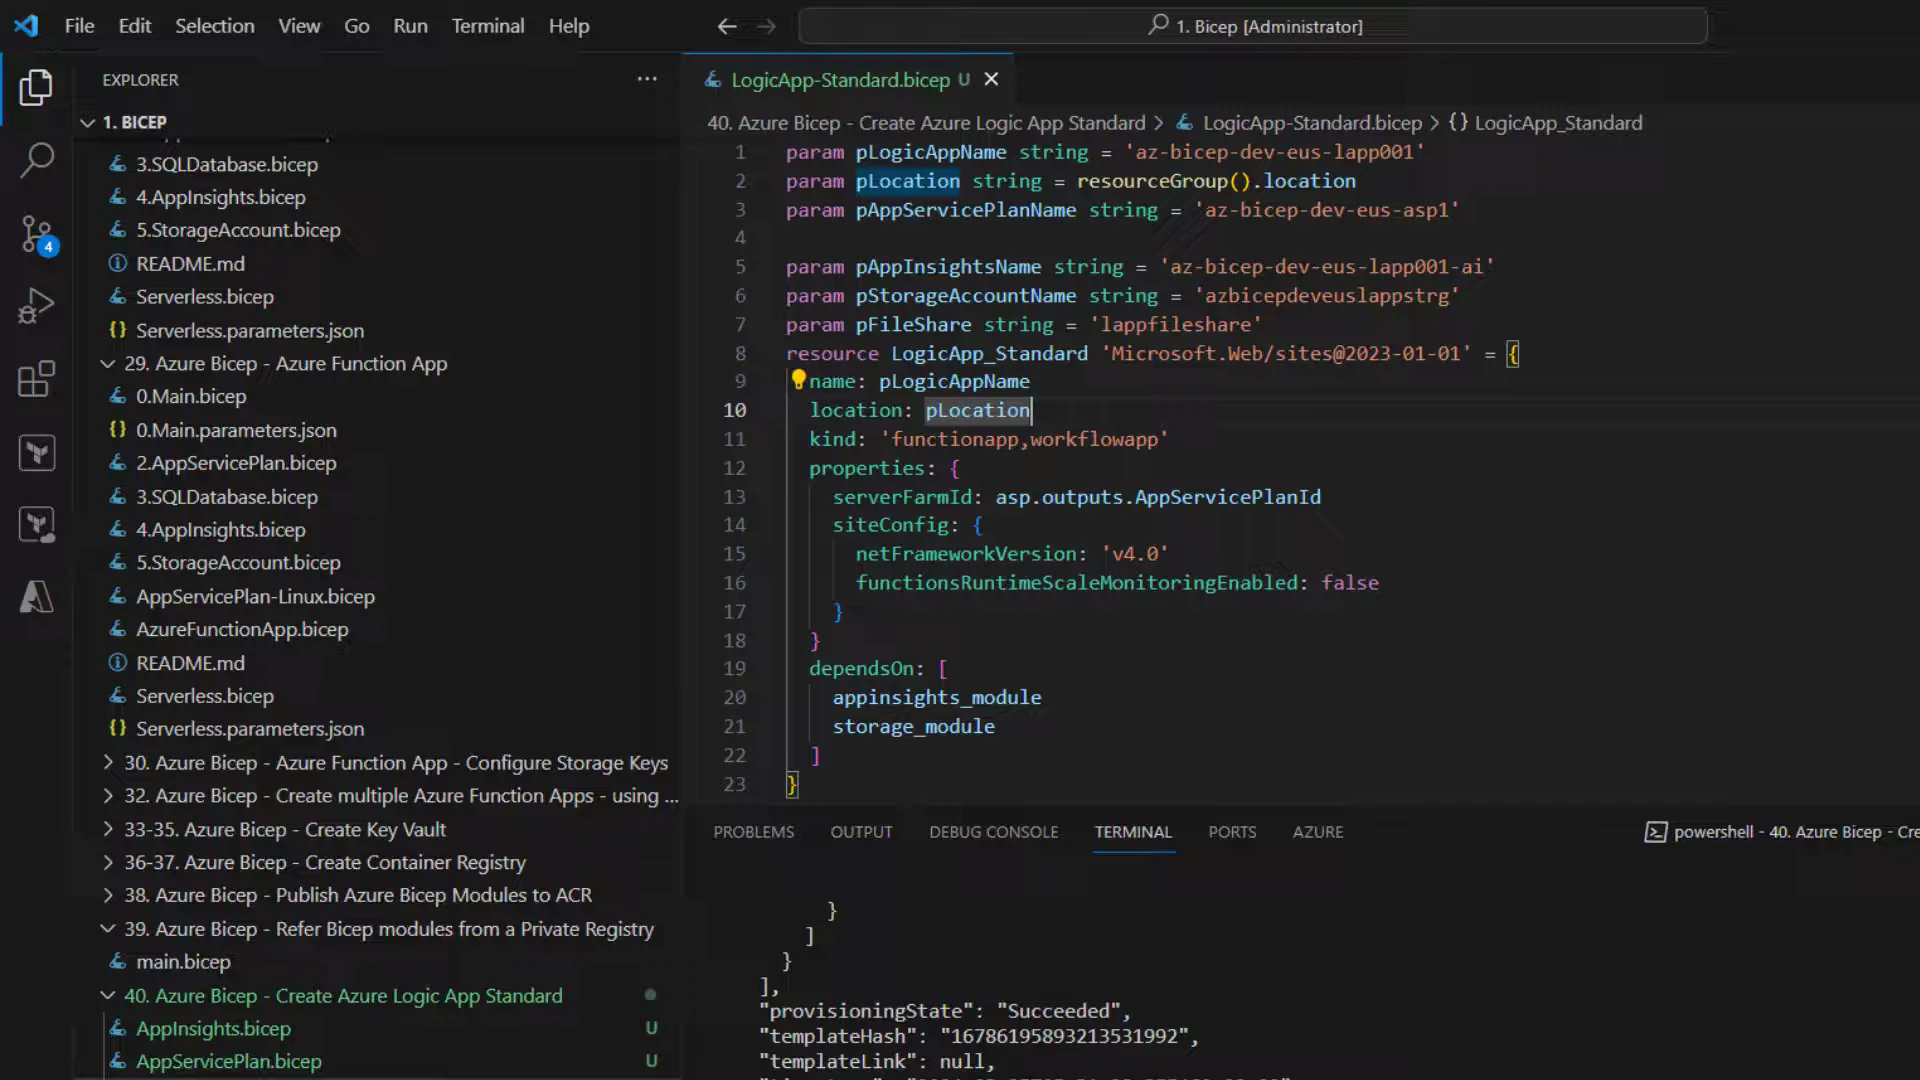 File Edit Selection View Go Run Terminal Help
1. Bicep [Administrator]
EXPLORER
1. BICEP
3.SQLDatabase.bicep
4.AppInsights.bicep
5.StorageAccount.bicep
README.md
Serverless.bicep
Serverless.parameters.json
29. Azure Bicep - Azure Function App
0.Main.bicep
0.Main.parameters.json
2.AppServicePlan.bicep
3.SQLDatabase.bicep
4.AppInsights.bicep
5.StorageAccount.bicep
AppServicePlan-Linux.bicep
AzureFunctionApp.bicep
README.md
Serverless.bicep
Serverless.parameters.json
30. Azure Bicep - Azure Function App - Configure Storage Keys
32. Azure Bicep - Create multiple Azure Function Apps - using ...
33-35. Azure Bicep - Create Key Vault
36-37. Azure Bicep - Create Container Registry
38. Azure Bicep - Publish Azure Bicep Modules to ACR
39. Azure Bicep - Refer Bicep modules from a Private Registry
main.bicep
40. Azure Bicep - Create Azure Logic App Standard
AppInsights.bicep U
AppServicePlan.bicep U
4
LogicApp-Standard.bicep U
40. Azure Bicep - Create Azure Logic App Standard > LogicApp-Standard.bicep > {} LogicApp_Standard
1 param pLogicAppName string = 'az-bicep-dev-eus-lapp001'
2 param pLocation string = resourceGroup().location
3 param pAppServicePlanName string = 'az-bicep-dev-eus-asp1'
4
5 param pAppInsightsName string = 'az-bicep-dev-eus-lapp001-ai'
6 param pStorageAccountName string = 'azbicepdeveuslappstrg'
7 param pFileShare string = 'lappfileshare'
8 resource LogicApp_Standard 'Microsoft.Web/sites@2023-01-01' = {
9 name: pLogicAppName
10 location: pLocation
11 kind: 'functionapp,workflowapp'
12 properties: {
13 serverFarmId: asp.outputs.AppServicePlanId
14 siteConfig: {
15 netFrameworkVersion: 'v4.0'
16 functionsRuntimeScaleMonitoringEnabled: false
17 }
18 }
19 dependsOn: [
20 appinsights_module
21 storage_module
22 ]
23 }
PROBLEMS OUTPUT DEBUG CONSOLE TERMINAL PORTS AZURE
powershell - 40. Azure Bicep - Cre
}
]
}
],
"provisioningState": "Succeeded",
"templateHash": "16786195893213531992",
"templateLink": null,